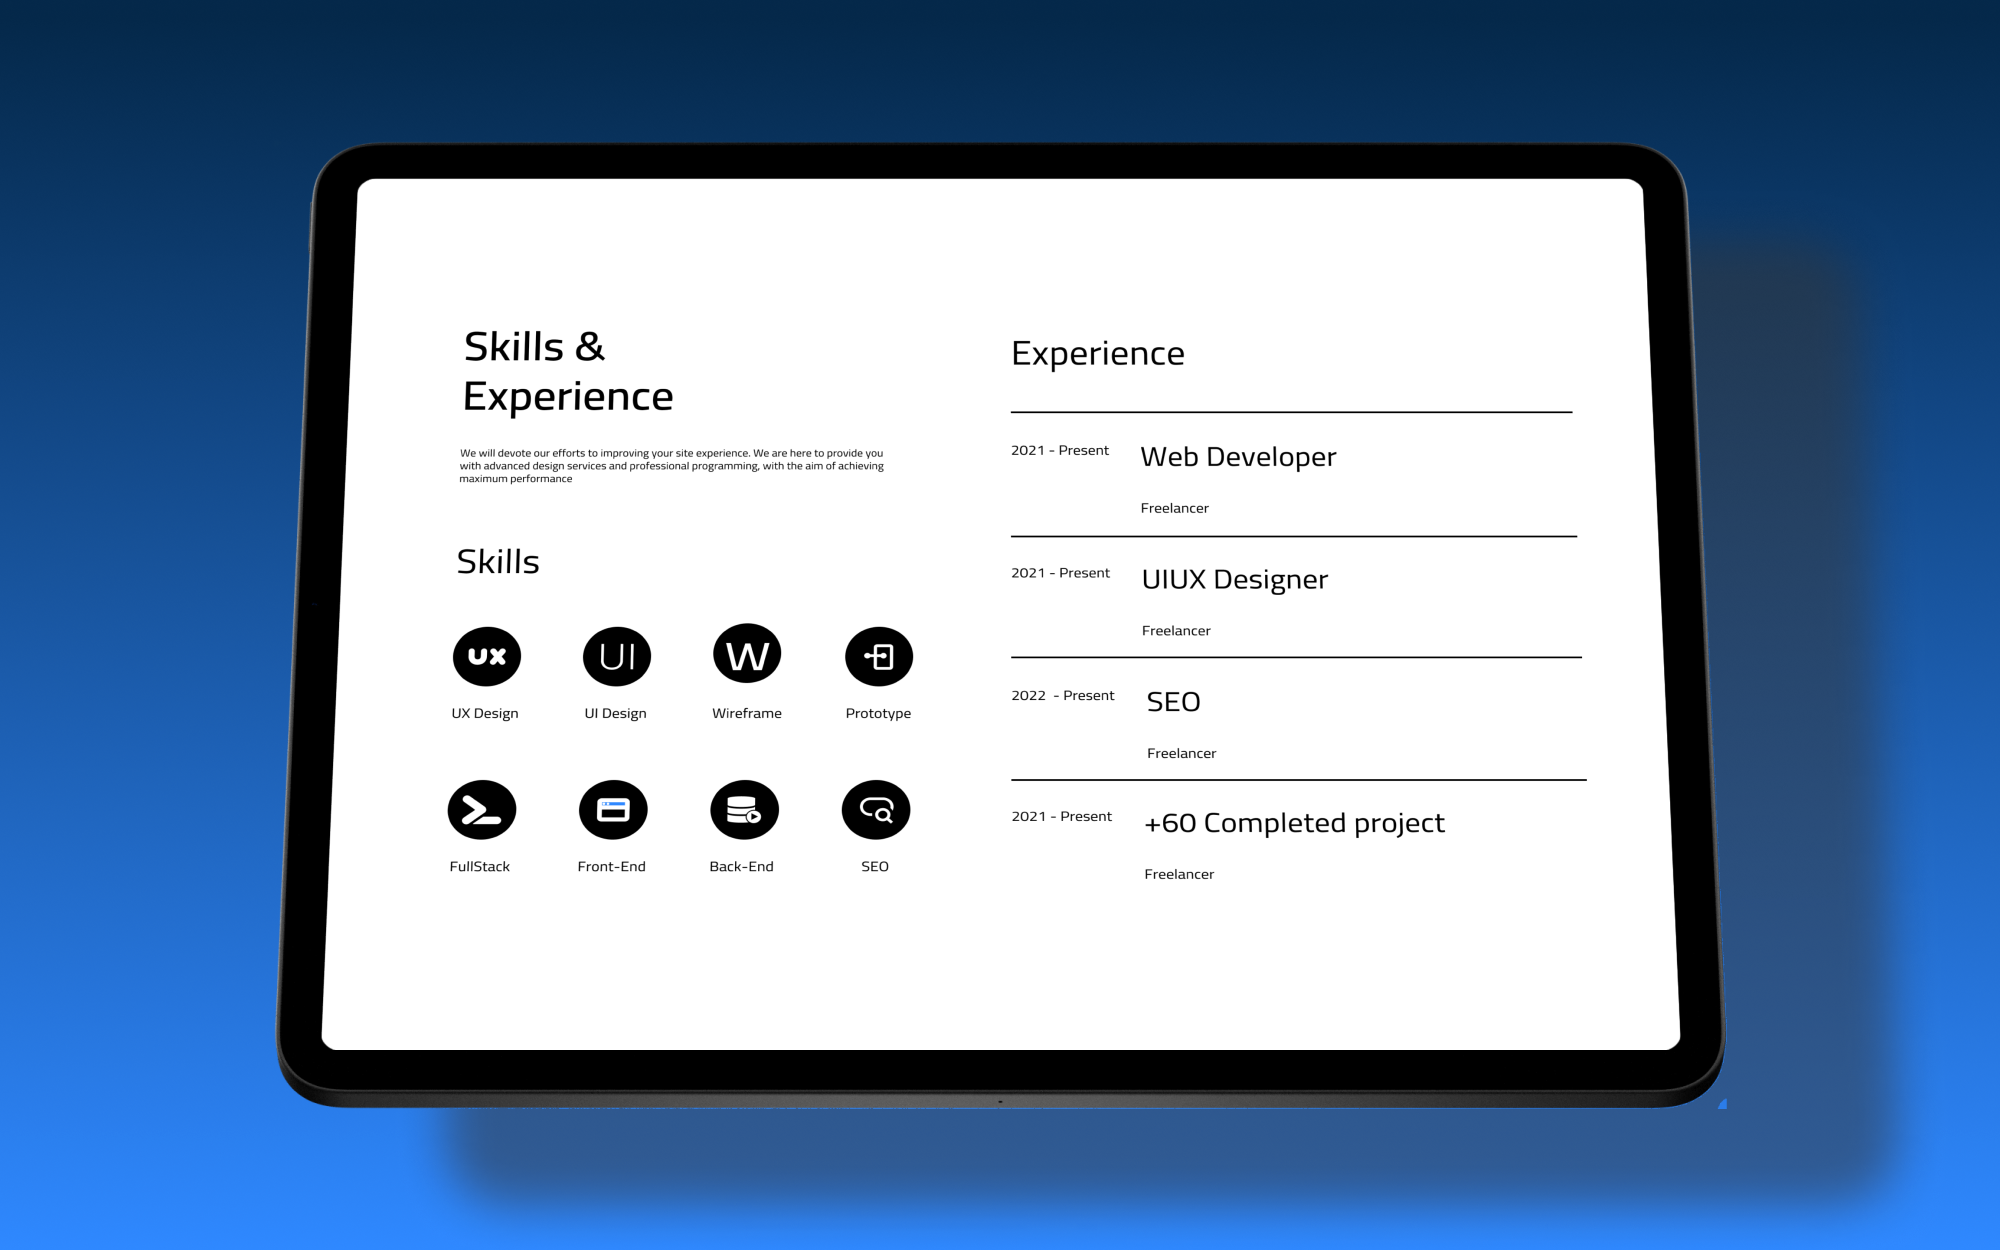 Skills &
Experience
We will devote our efforts to improving your site experience. We are here to provide you
with advanced design services and professional programming, with the aim of achieving
maximum performance
Skills
UX
UI
W
UX Design
UI Design
Wireframe
Prototype
FullStack
Front-End
Back-End
SEO
Experience
2021 - Present
Web Developer
Freelancer
2021 - Present
UIUX Designer
Freelancer
2022 - Present
SEO
Freelancer
2021 - Present
+60 Completed project
Freelancer